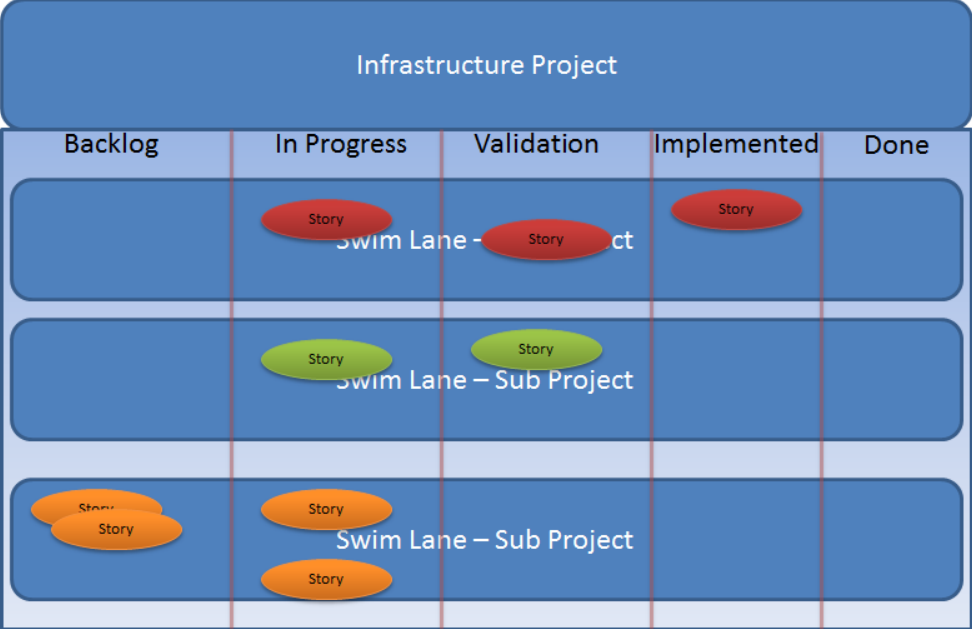 Infrastructure Project
Backlog In Progress Validation Implemented Done
Story
Story
Story
Swim Lane – ct
Story
Story
Swim Lane – Sub Project
Story
Story
Story
Swim Lane – Sub Project
Story